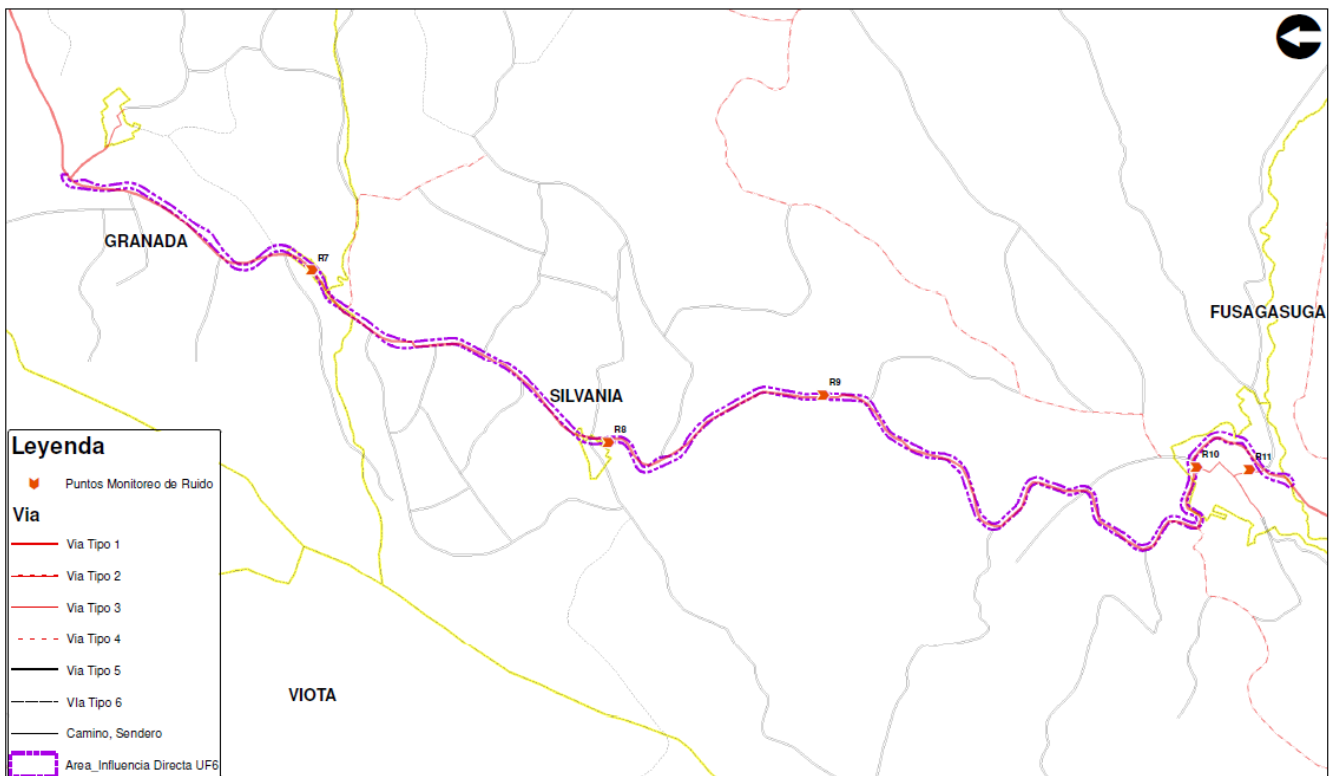 GRANADA
R7
FUSAGASUGA
SILVANIA
R9
R8
R10
R11
Leyenda
Puntos Monitoreo de Ruido
Via
Via Tipo 1
Via Tipo 2
Via Tipo 3
Via Tipo 4
Via Tipo 5
VIa Tipo 6
Camino, Sendero
Area_Influencia Directa UF6
VIOTA